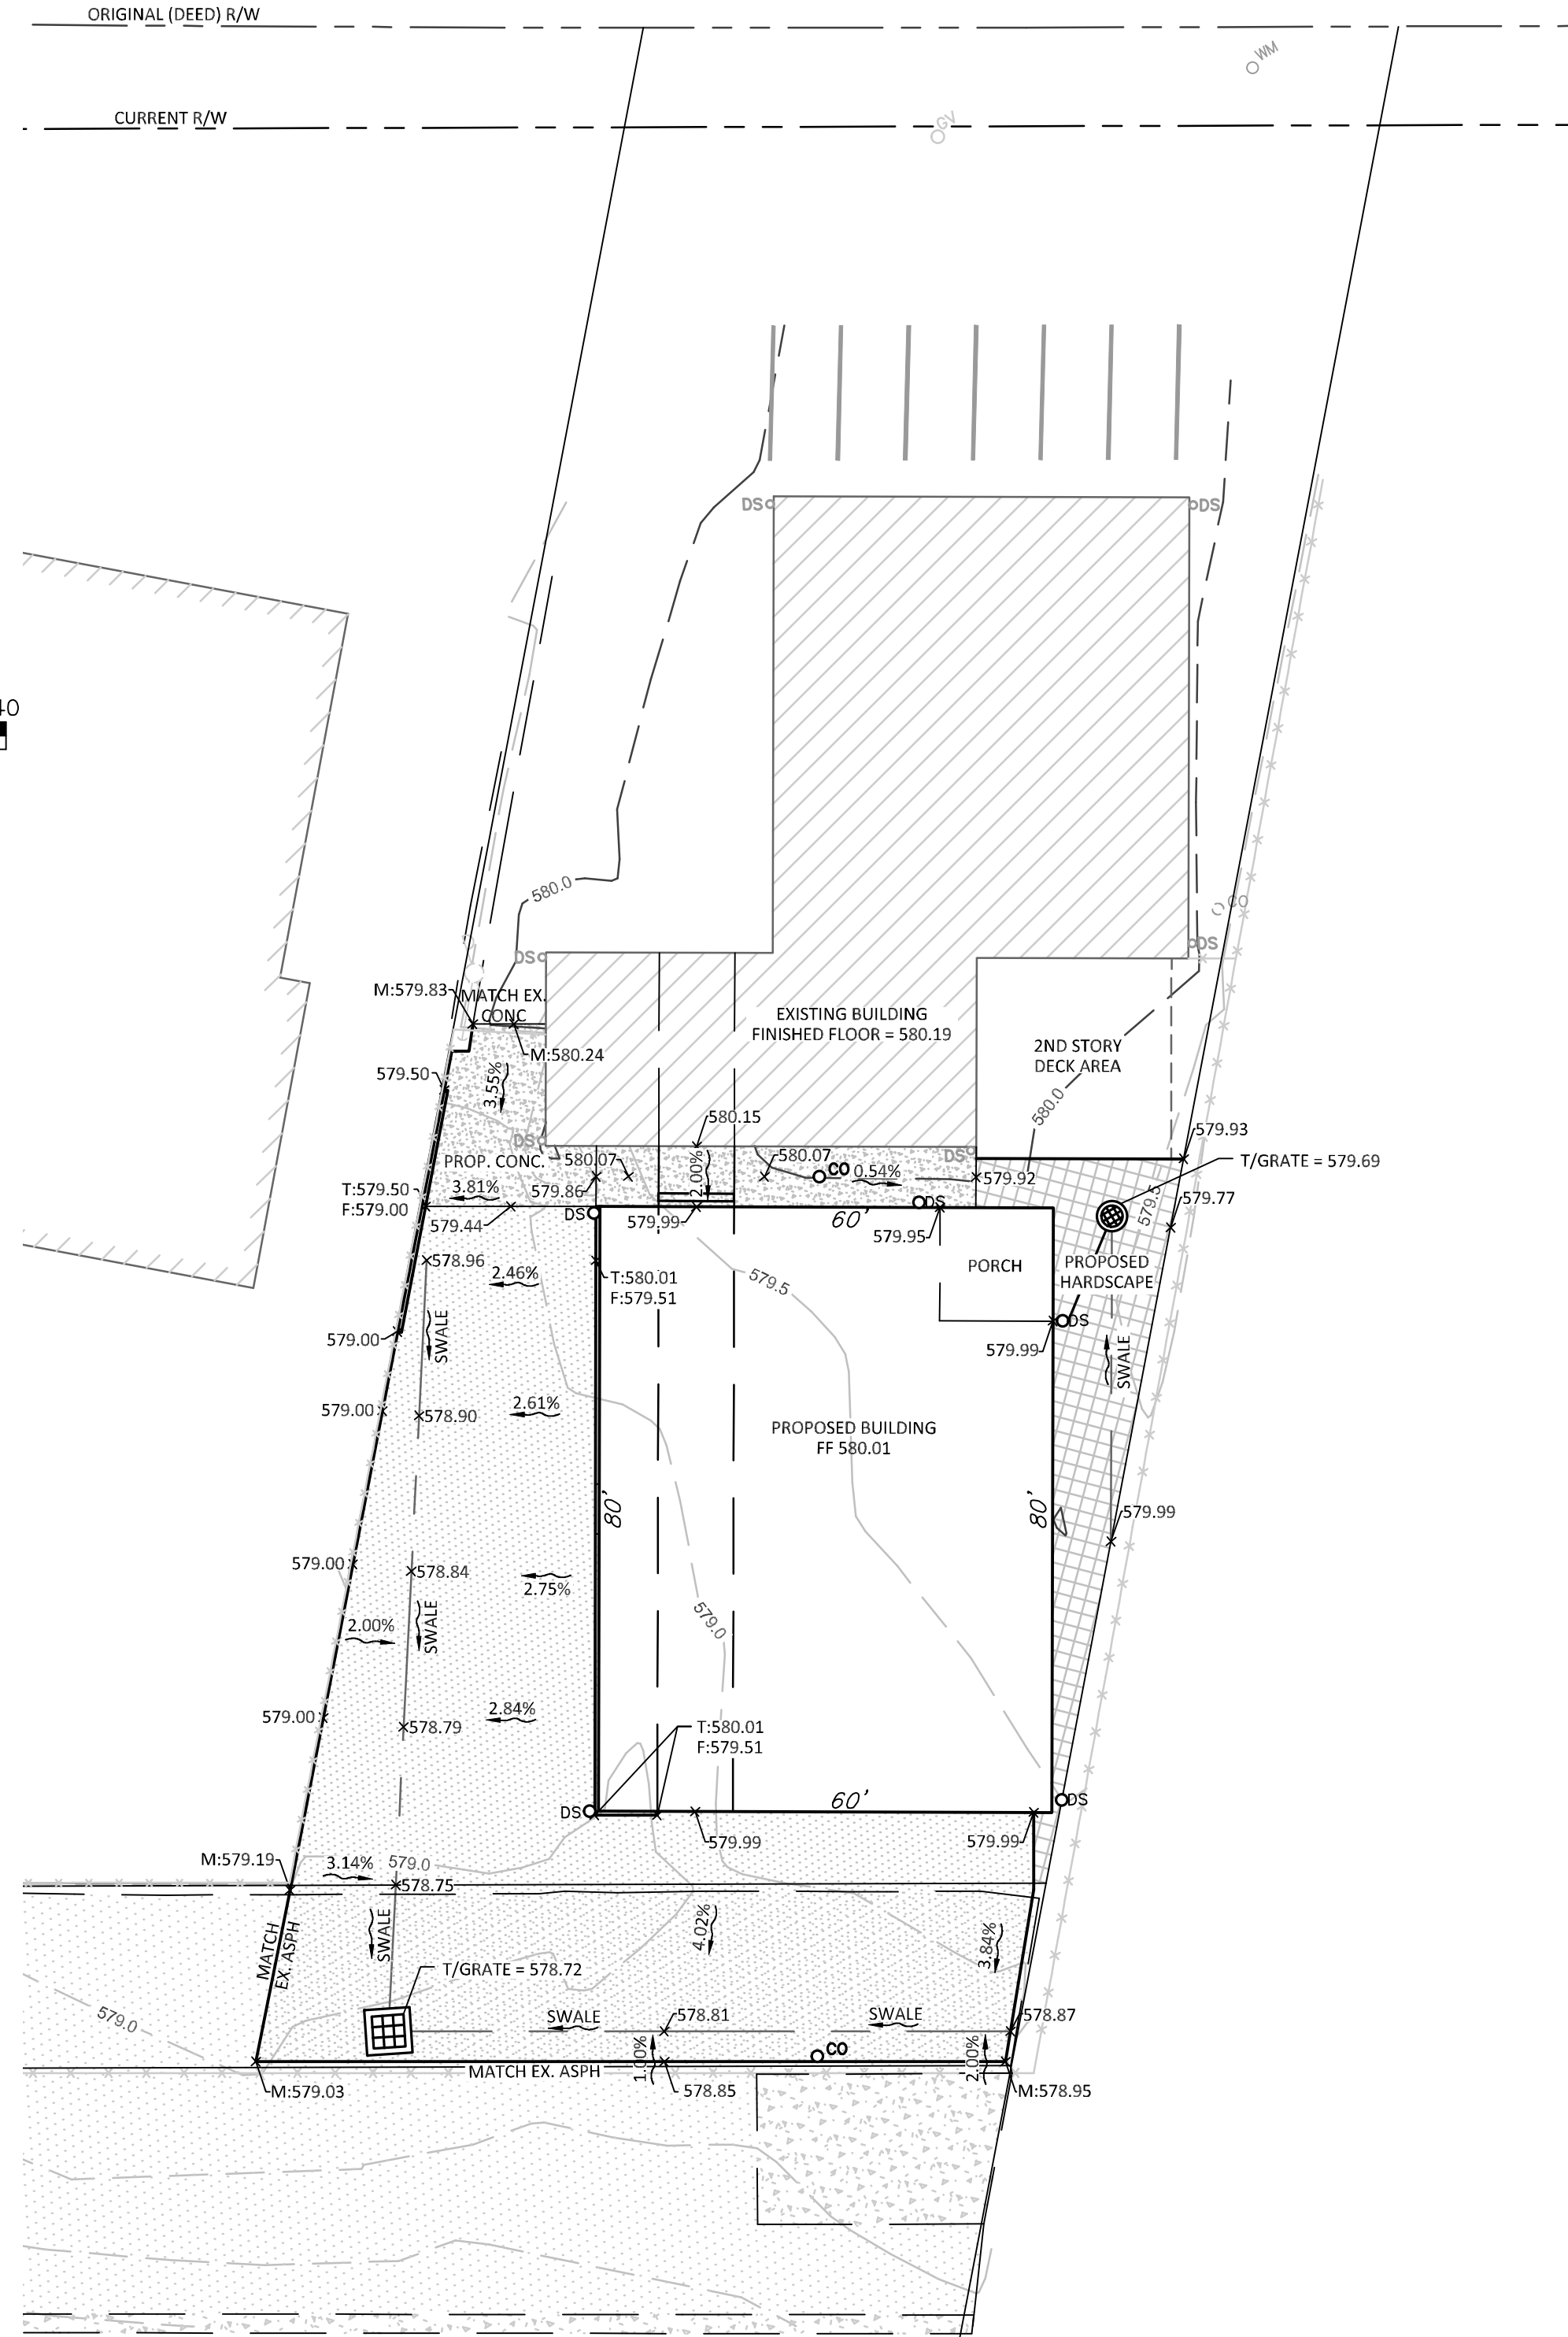 ORIGINAL (DEED) R/W
WM
CURRENT R/W
GV
DS
DS
40
580.0
CO
DS
DS
M:579.83
MATCH EX.
CONC
EXISTING BUILDING
FINISHED FLOOR = 580.19
M:580.24
2ND STORY
DECK AREA
579.50
3.55%
580.0
580.15
579.93
DS
DS
PROP. CONC.
580.07
2.00%
580.07
CO
0.54%
T/GRATE = 579.69
T:579.50
F:579.00
3.81%
579.86
579.92
579.5
579.77
579.44
DS
579.99
60'
DS
579.95
578.96
2.46%
T:580.01
F:579.51
579.5
PORCH
PROPOSED
HARDSCAPE
579.00
SWALE
DS
579.99
SWALE
579.00
578.90
2.61%
PROPOSED BUILDING
FF 580.01
80'
80'
579.99
579.00
578.84
2.75%
2.00%
SWALE
579.0
579.00
578.79
2.84%
T:580.01
F:579.51
DS
60'
DS
579.99
579.99
M:579.19
3.14%
579.0
578.75
MATCH
EX. ASPH
SWALE
4.02%
3.84%
T/GRATE = 578.72
579.0
SWALE
578.81
SWALE
578.87
1.00%
CO
2.00%
MATCH EX. ASPH
M:579.03
578.85
M:578.95